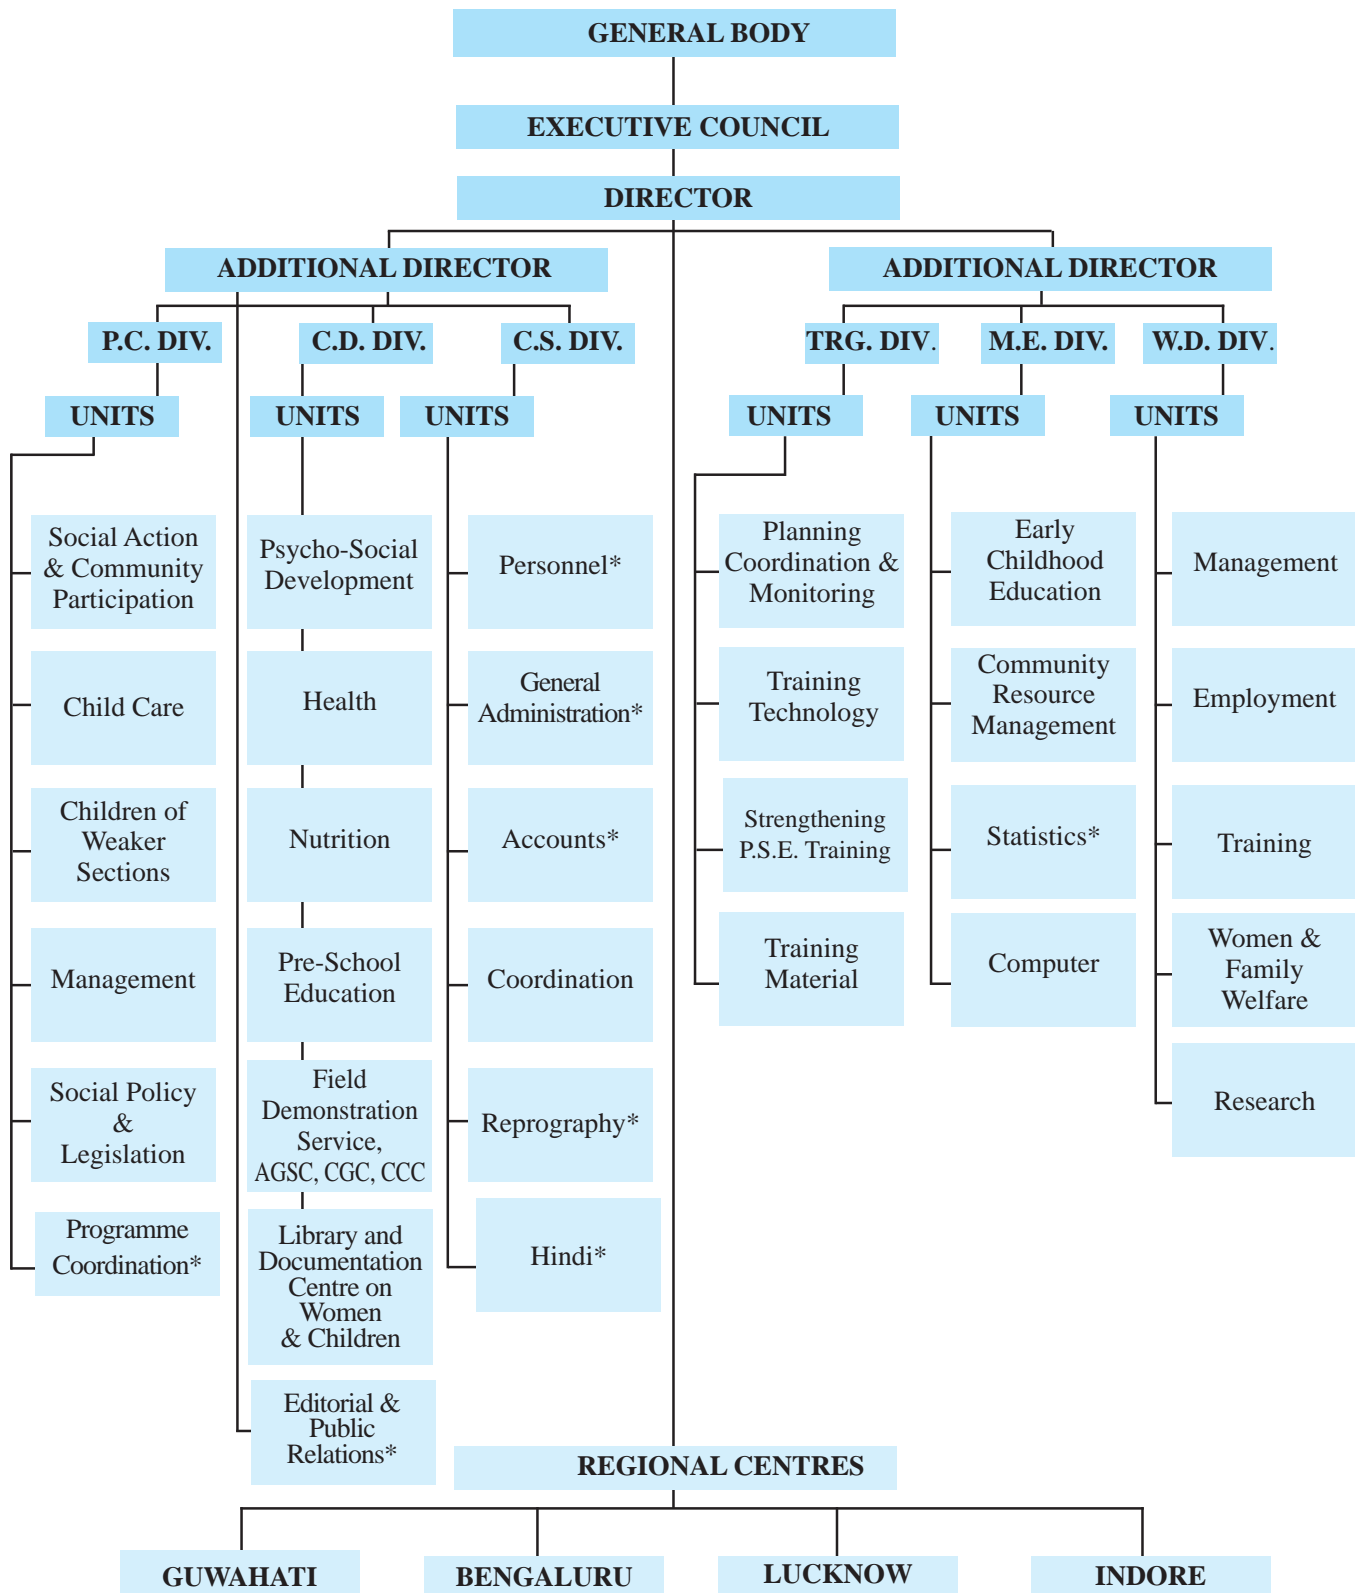 GENERAL BODY
EXECUTIVE COUNCIL
DIRECTOR
ADDITIONAL DIRECTOR
ADDITIONAL DIRECTOR
P.C. DIV.
C.D. DIV.
C.S. DIV.
TRG. DIV.
M.E. DIV.
W.D. DIV.
UNITS
UNITS
UNITS
UNITS
UNITS
UNITS
Social Action
& Community
Participation
Child Care
Children of
Weaker
Sections
Management
Social Policy
&
Legislation
Programme
Coordination*
Psycho-Social
Development
Health
Nutrition
Pre-School
Education
Field
Demonstration
Service,
AGSC, CGC, CCC
Library and
Documentation
Centre on
Women
& Children
Editorial &
Public
Relations*
Personnel*
General
Administration*
Accounts*
Coordination
Reprography*
Hindi*
Planning
Coordination &
Monitoring
Training
Technology
Strengthening
P.S.E. Training
Training
Material
Early
Childhood
Education
Community
Resource
Management
Statistics*
Computer
Management
Employment
Training
Women &
Family
Welfare
Research
REGIONAL CENTRES
GUWAHATI
BENGALURU
LUCKNOW
INDORE